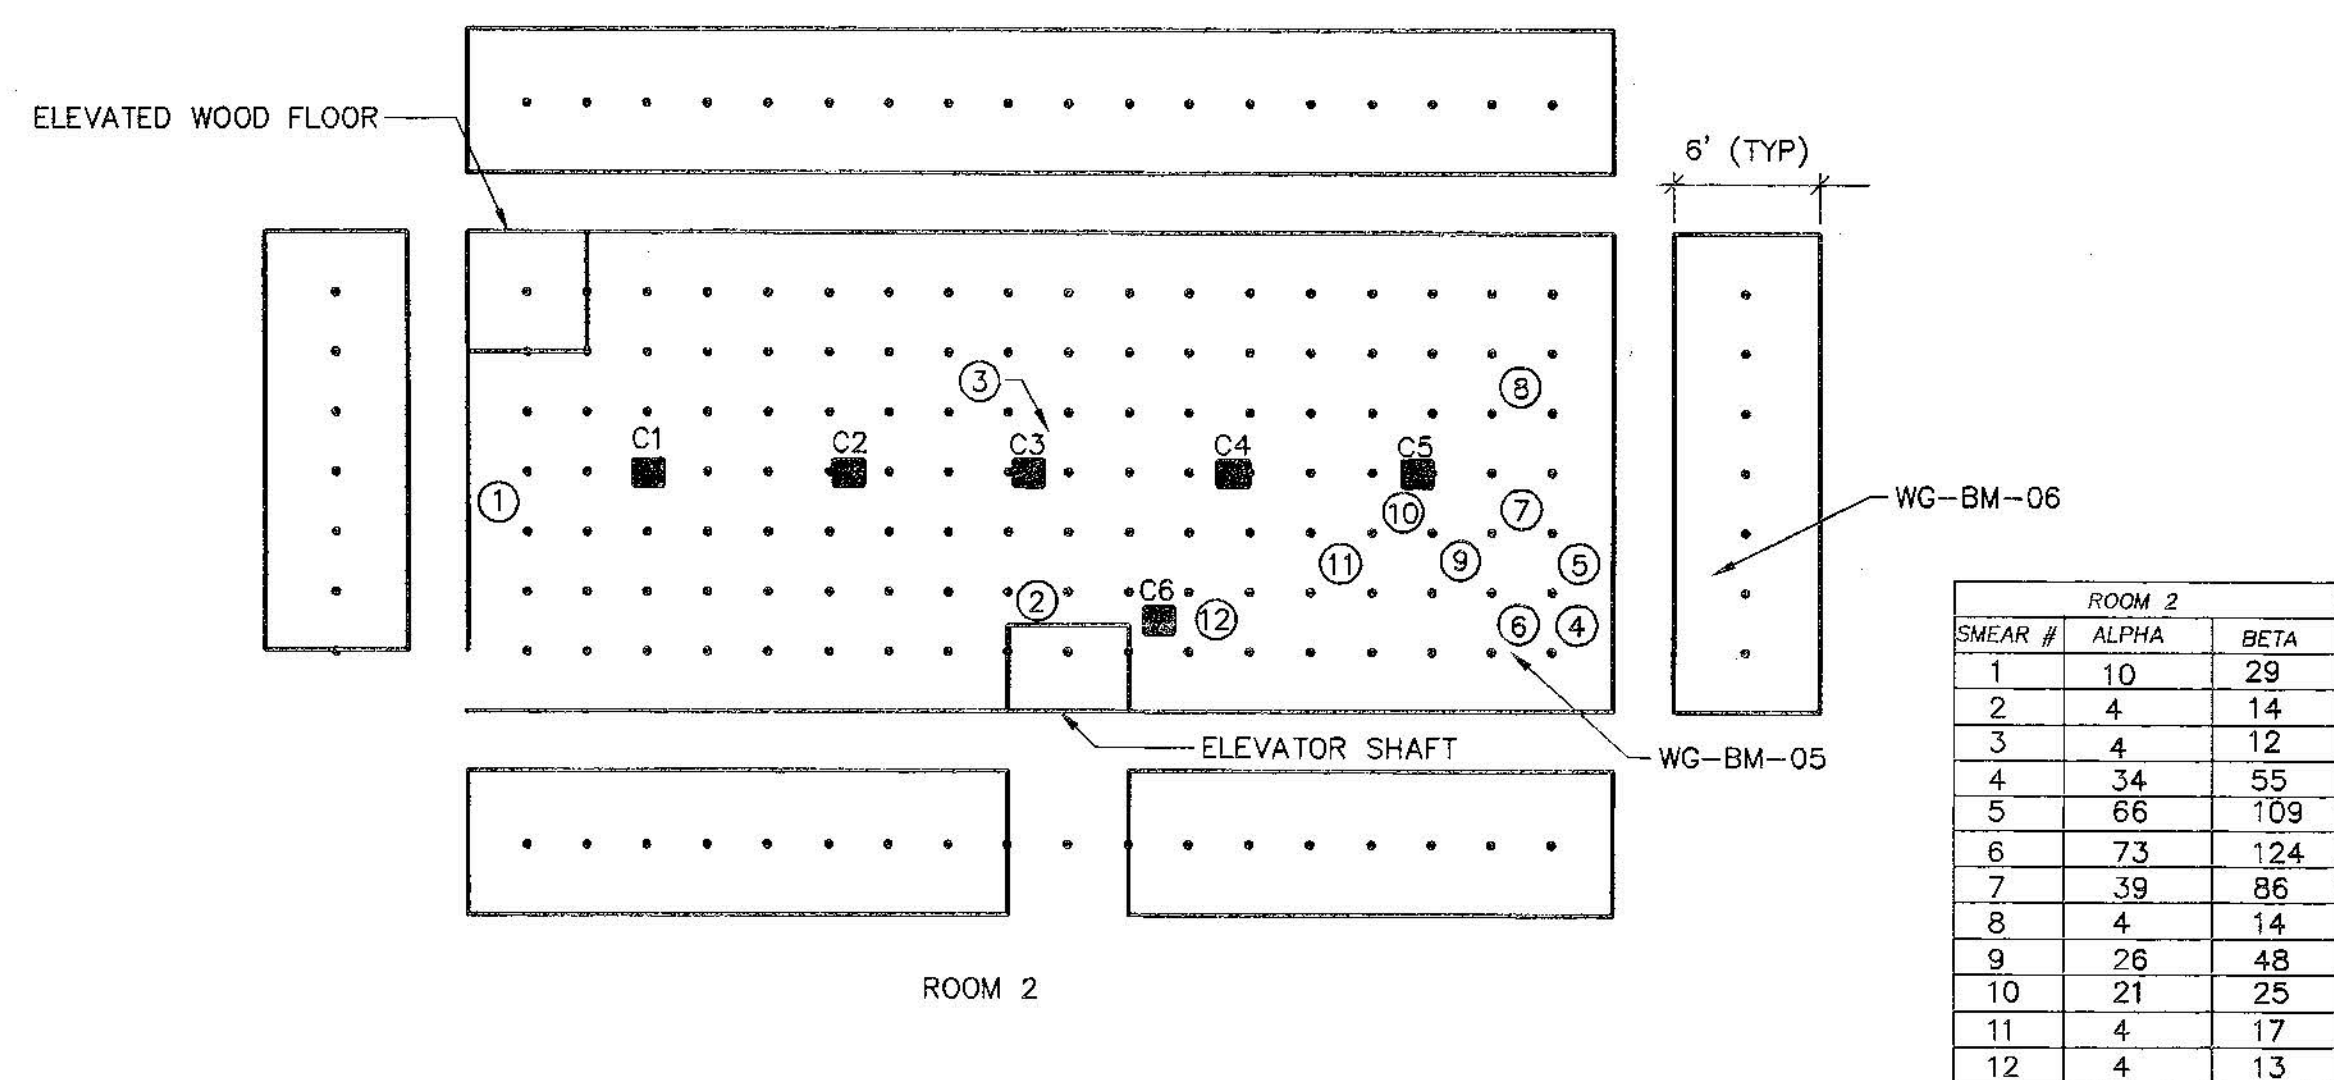 ELEVATED WOOD FLOOR
6' (TYP)
3
8
C1
C2
C3
C4
C5
1
10
7
WG-BM-06
11
9
5
2
C6
12
6
4
ELEVATOR SHAFT
WG-BM-05
ROOM 2
ROOM 2
SMEAR # ALPHA BETA
1 10 29
2 4 14
3 4 12
4 34 55
5 66 109
6 73 124
7 39 86
8 4 14
9 26 48
10 21 25
11 4 17
12 4 13